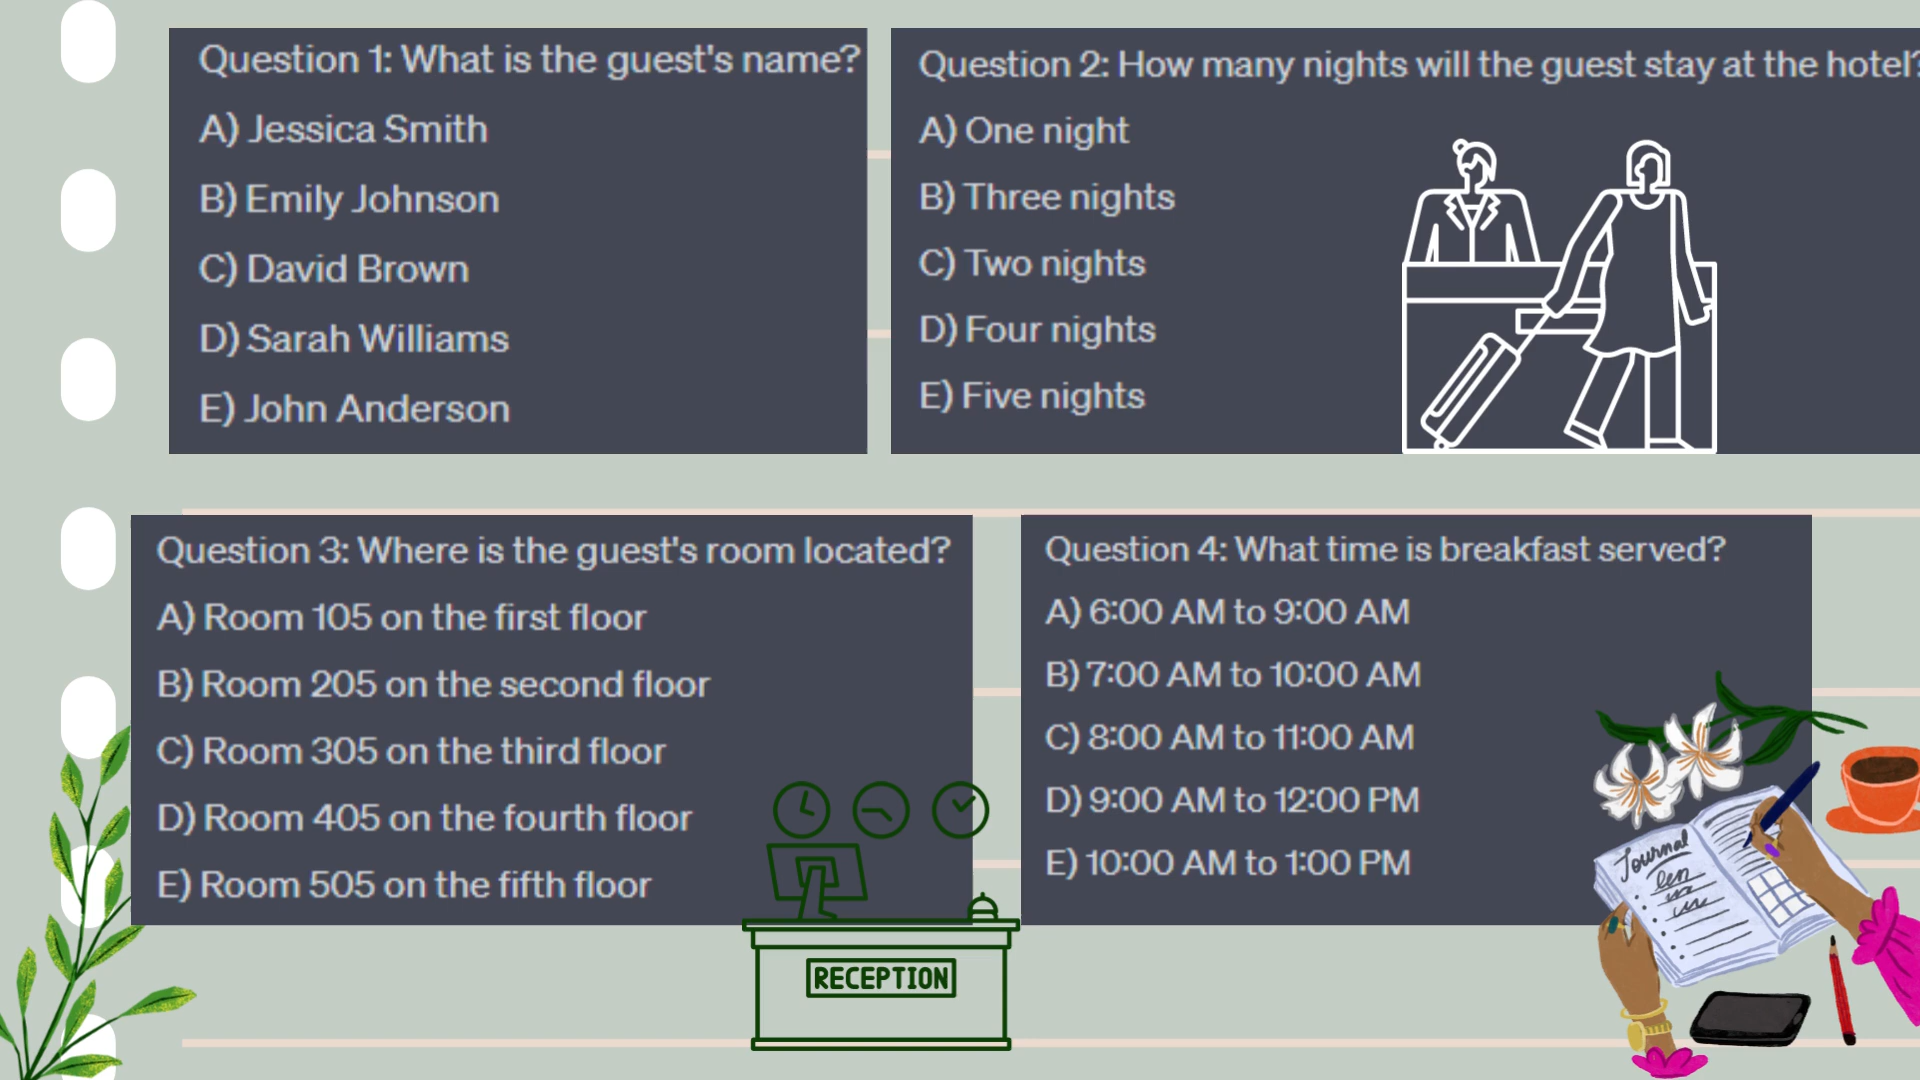 Question 1: What is the guest's name?
A) Jessica Smith
B) Emily Johnson
C) David Brown
D) Sarah Williams
E) John Anderson
Question 2: How many nights will the guest stay at the hotel?
A) One night
B) Three nights
C) Two nights
D) Four nights
E) Five nights
Question 3: Where is the guest's room located?
A) Room 105 on the first floor
B) Room 205 on the second floor
C) Room 305 on the third floor
D) Room 405 on the fourth floor
E) Room 505 on the fifth floor
RECEPTION
Question 4: What time is breakfast served?
A) 6:00 AM to 9:00 AM
B) 7:00 AM to 10:00 AM
C) 8:00 AM to 11:00 AM
D) 9:00 AM to 12:00 PM
E) 10:00 AM to 1:00 PM
Journal